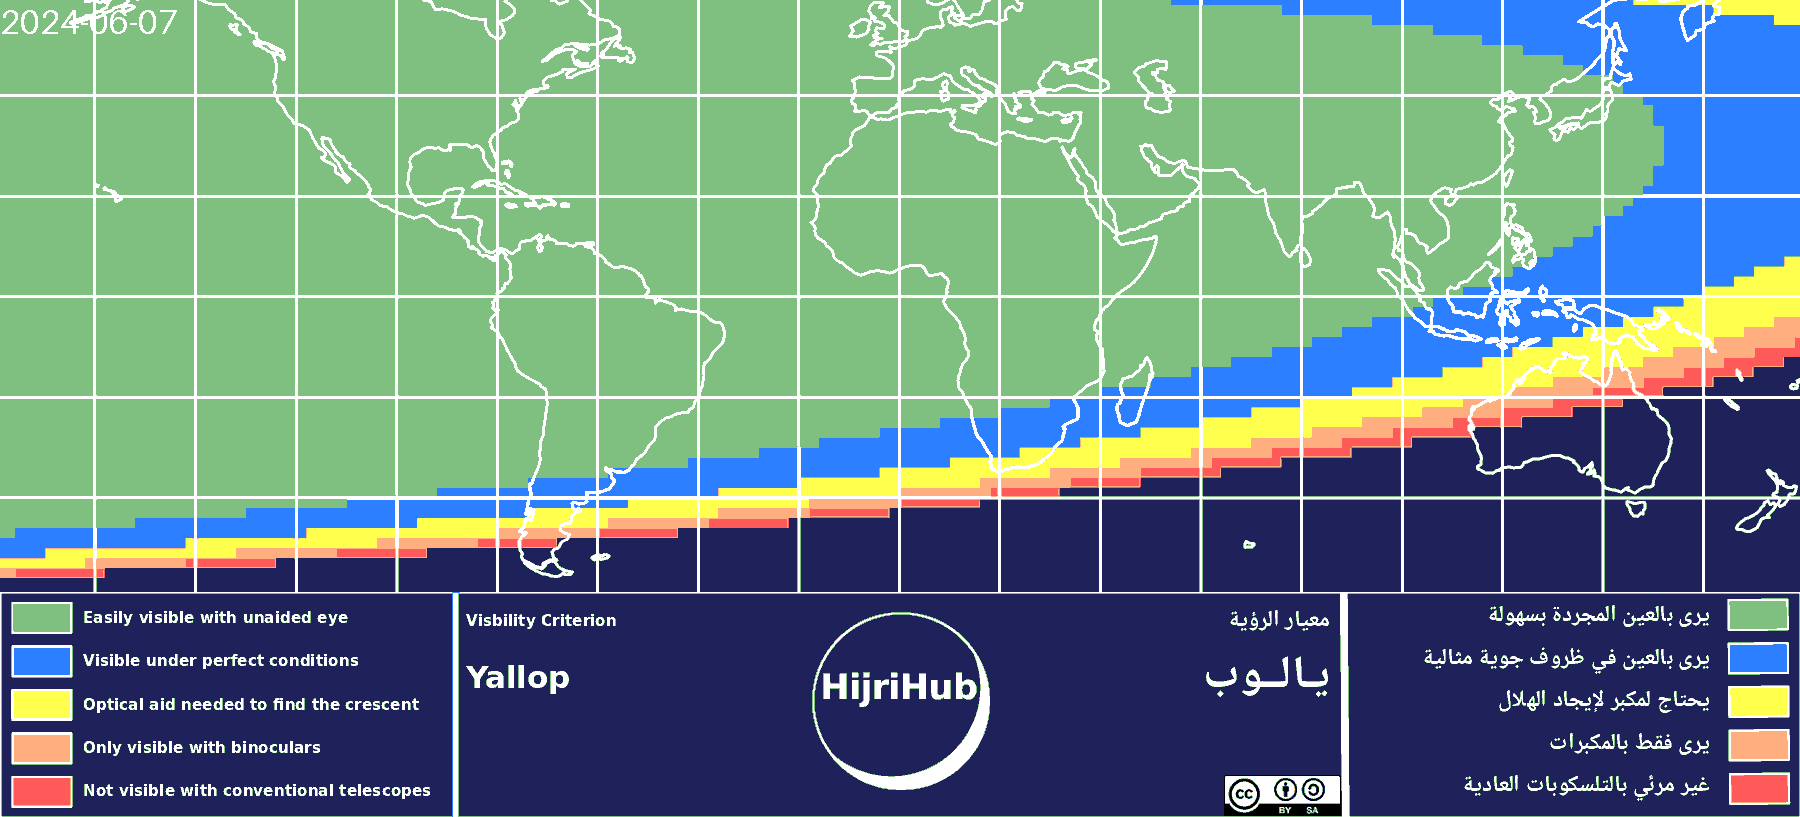 2024-06-07
Easily visible with unaided eye
Visible under perfect conditions
Optical aid needed to find the crescent
Only visible with binoculars
Not visible with conventional telescopes
Visbility Criterion
Yallop
HijriHub
معيار الرؤية
يـالـوب
cc
BY SA
يرى بالعين المجردة بسهولة
يرى بالعين في ظروف جوية مثالية
يحتاج لمكبر لإيجاد الهلال
يرى فقط بالمكبرات
غير مرئي بالتلسكوبات العادية